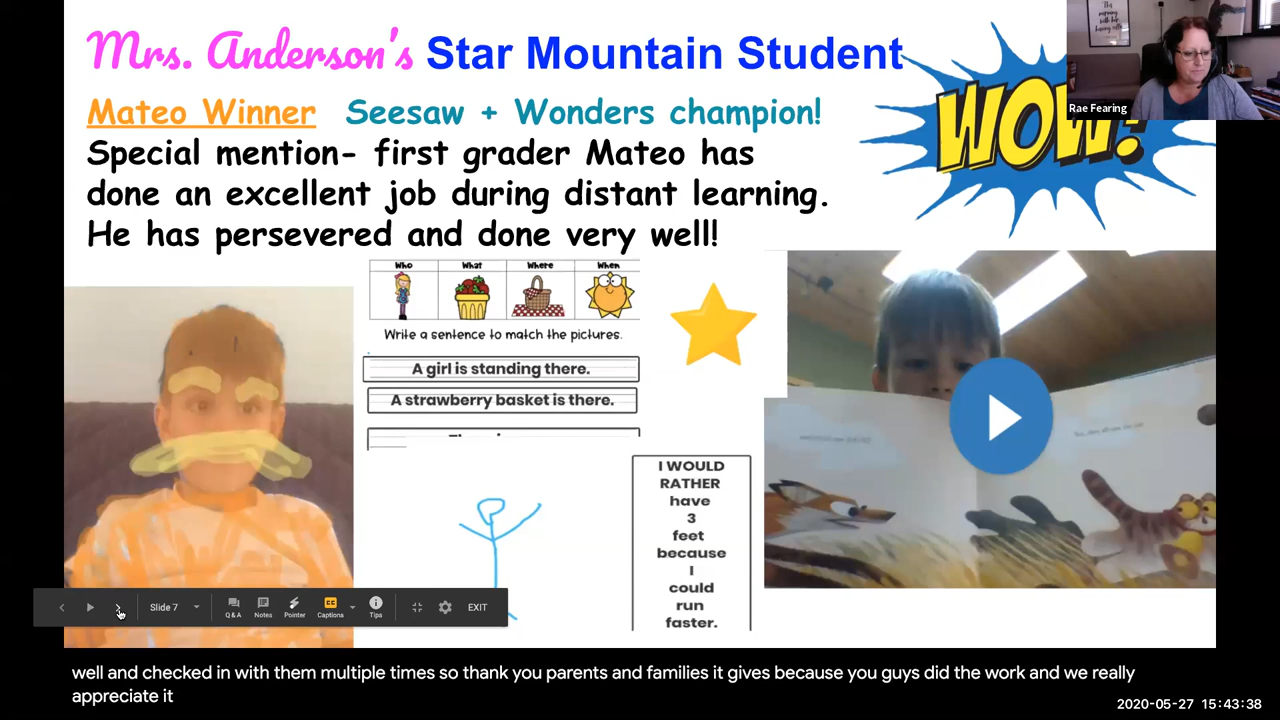 Mrs. Anderson's Star Mountain Student
Mateo Winner Seesaw + Wonders champion!
Special mention- first grader Mateo has
done an excellent job during distant learning.
He has persevered and done very well!
WOW!
Rae Fearing
Who What Where When
Write a sentence to match the pictures.
A girl is standing there.
A strawberry basket is there.
I WOULD
RATHER
have
3
feet
because
I
could
run
faster.
Slide 7
Q&A Notes Pointer Captions Tips EXIT
CC
well and checked in with them multiple times so thank you parents and families it gives because you guys did the work and we really
appreciate it
2020-05-27 15:43:38